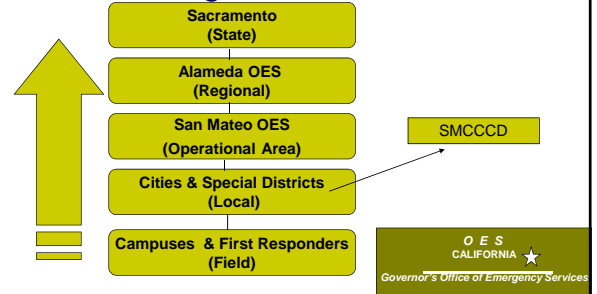 Sacramento
(State)
Alameda OES
(Regional)
San Mateo OES
(Operational Area)
SMCCCD
Cities & Special Districts
(Local)
Campuses & First Responders
(Field)
O E S
CALIFORNIA
Governor's Office of Emergency Services